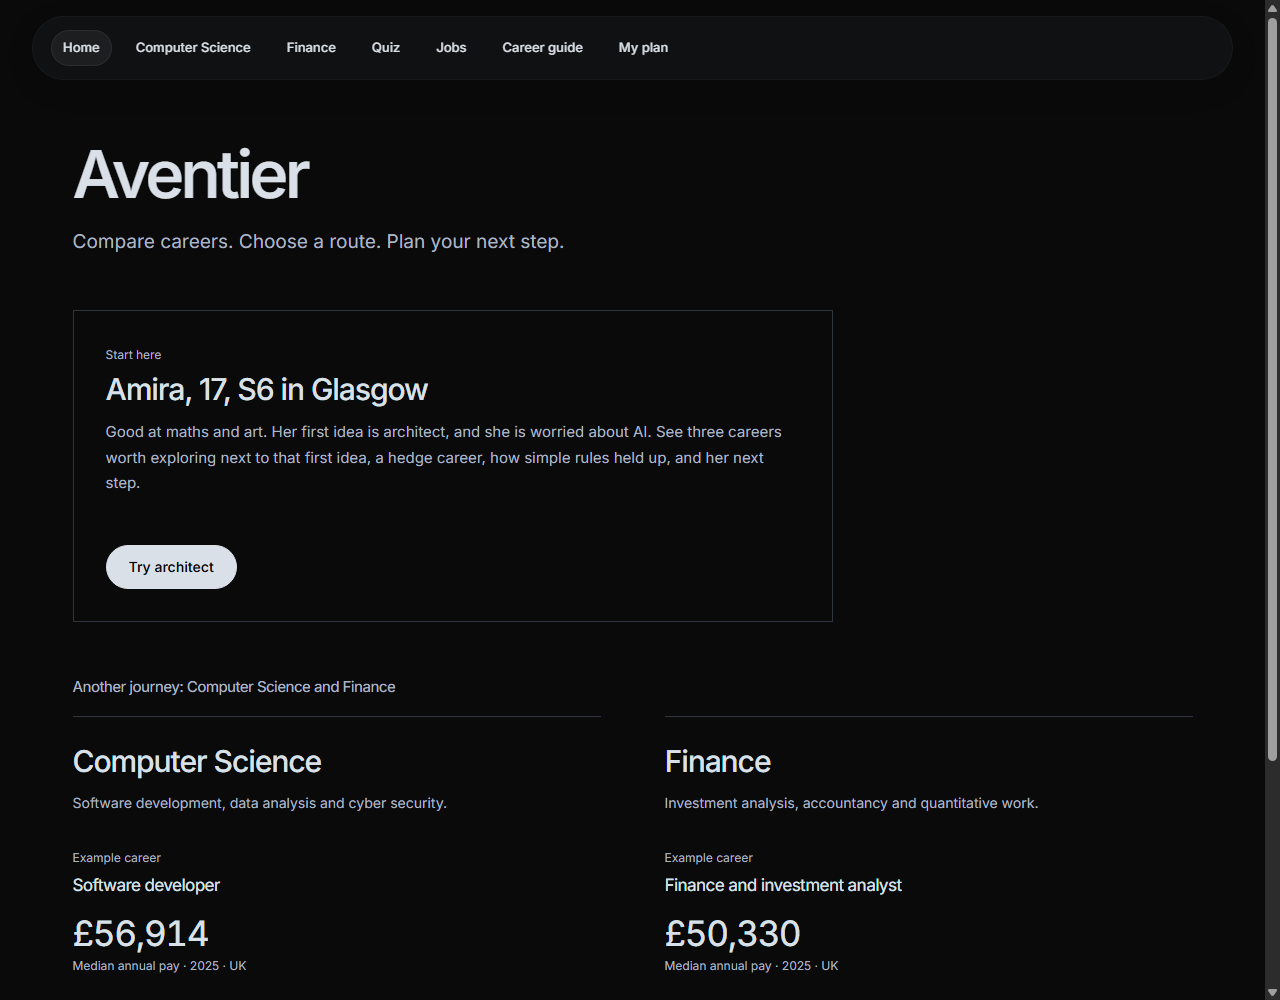 Home Computer Science Finance Quiz Jobs Career guide My plan
Aventier
Compare careers. Choose a route. Plan your next step.
Start here
Amira, 17, S6 in Glasgow
Good at maths and art. Her first idea is architect, and she is worried about AI. See three careers
worth exploring next to that first idea, a hedge career, how simple rules held up, and her next
step.
Try architect
Another journey: Computer Science and Finance
Computer Science
Software development, data analysis and cyber security.
Example career
Software developer
£56,914
Median annual pay · 2025 · UK
Finance
Investment analysis, accountancy and quantitative work.
Example career
Finance and investment analyst
£50,330
Median annual pay · 2025 · UK